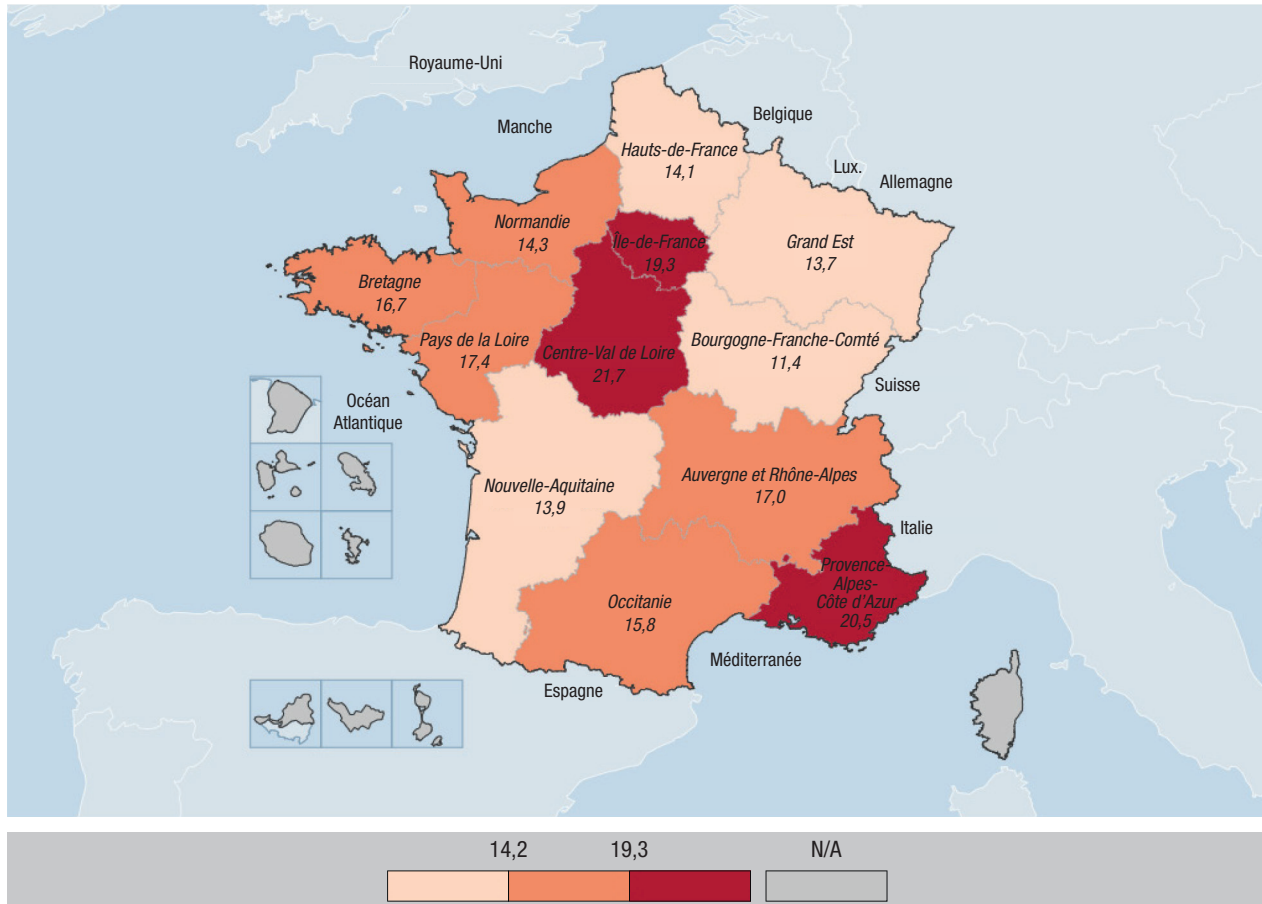 Royaume-Uni
Manche
Belgique
Hauts-de-France
14,1
Lux.
Allemagne
Normandie
14,3
Île-de-France
19,3
Grand Est
13,7
Bretagne
16,7
Pays de la Loire
17,4
Centre-Val de Loire
21,7
Bourgogne-Franche-Comté
11,4
Suisse
Océan
Atlantique
Nouvelle-Aquitaine
13,9
Auvergne et Rhône-Alpes
17,0
Italie
Provence-
Alpes-
Côte d'Azur
20,5
Occitanie
15,8
Méditerranée
Espagne
14,2 19,3 N/A